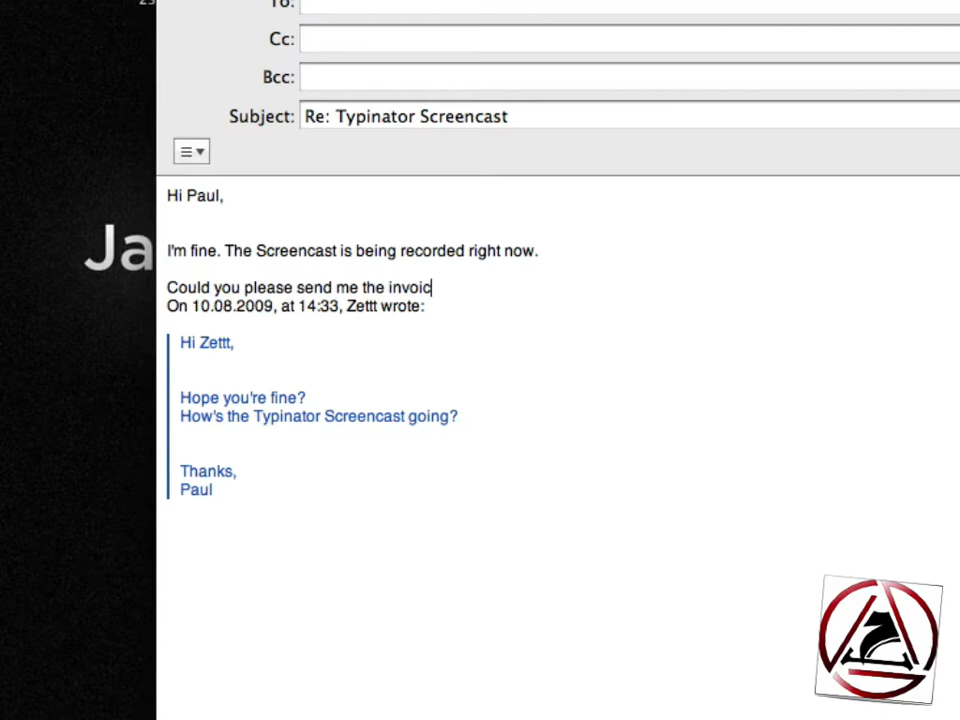 23
To:
Cc:
Bcc:
Subject: Re: Typinator Screencast
Hi Paul,
Ja
I'm fine. The Screencast is being recorded right now.
Could you please send me the invoic
On 10.08.2009, at 14:33, Zettt wrote:
Hi Zettt,
Hope you're fine?
How's the Typinator Screencast going?
Thanks,
Paul